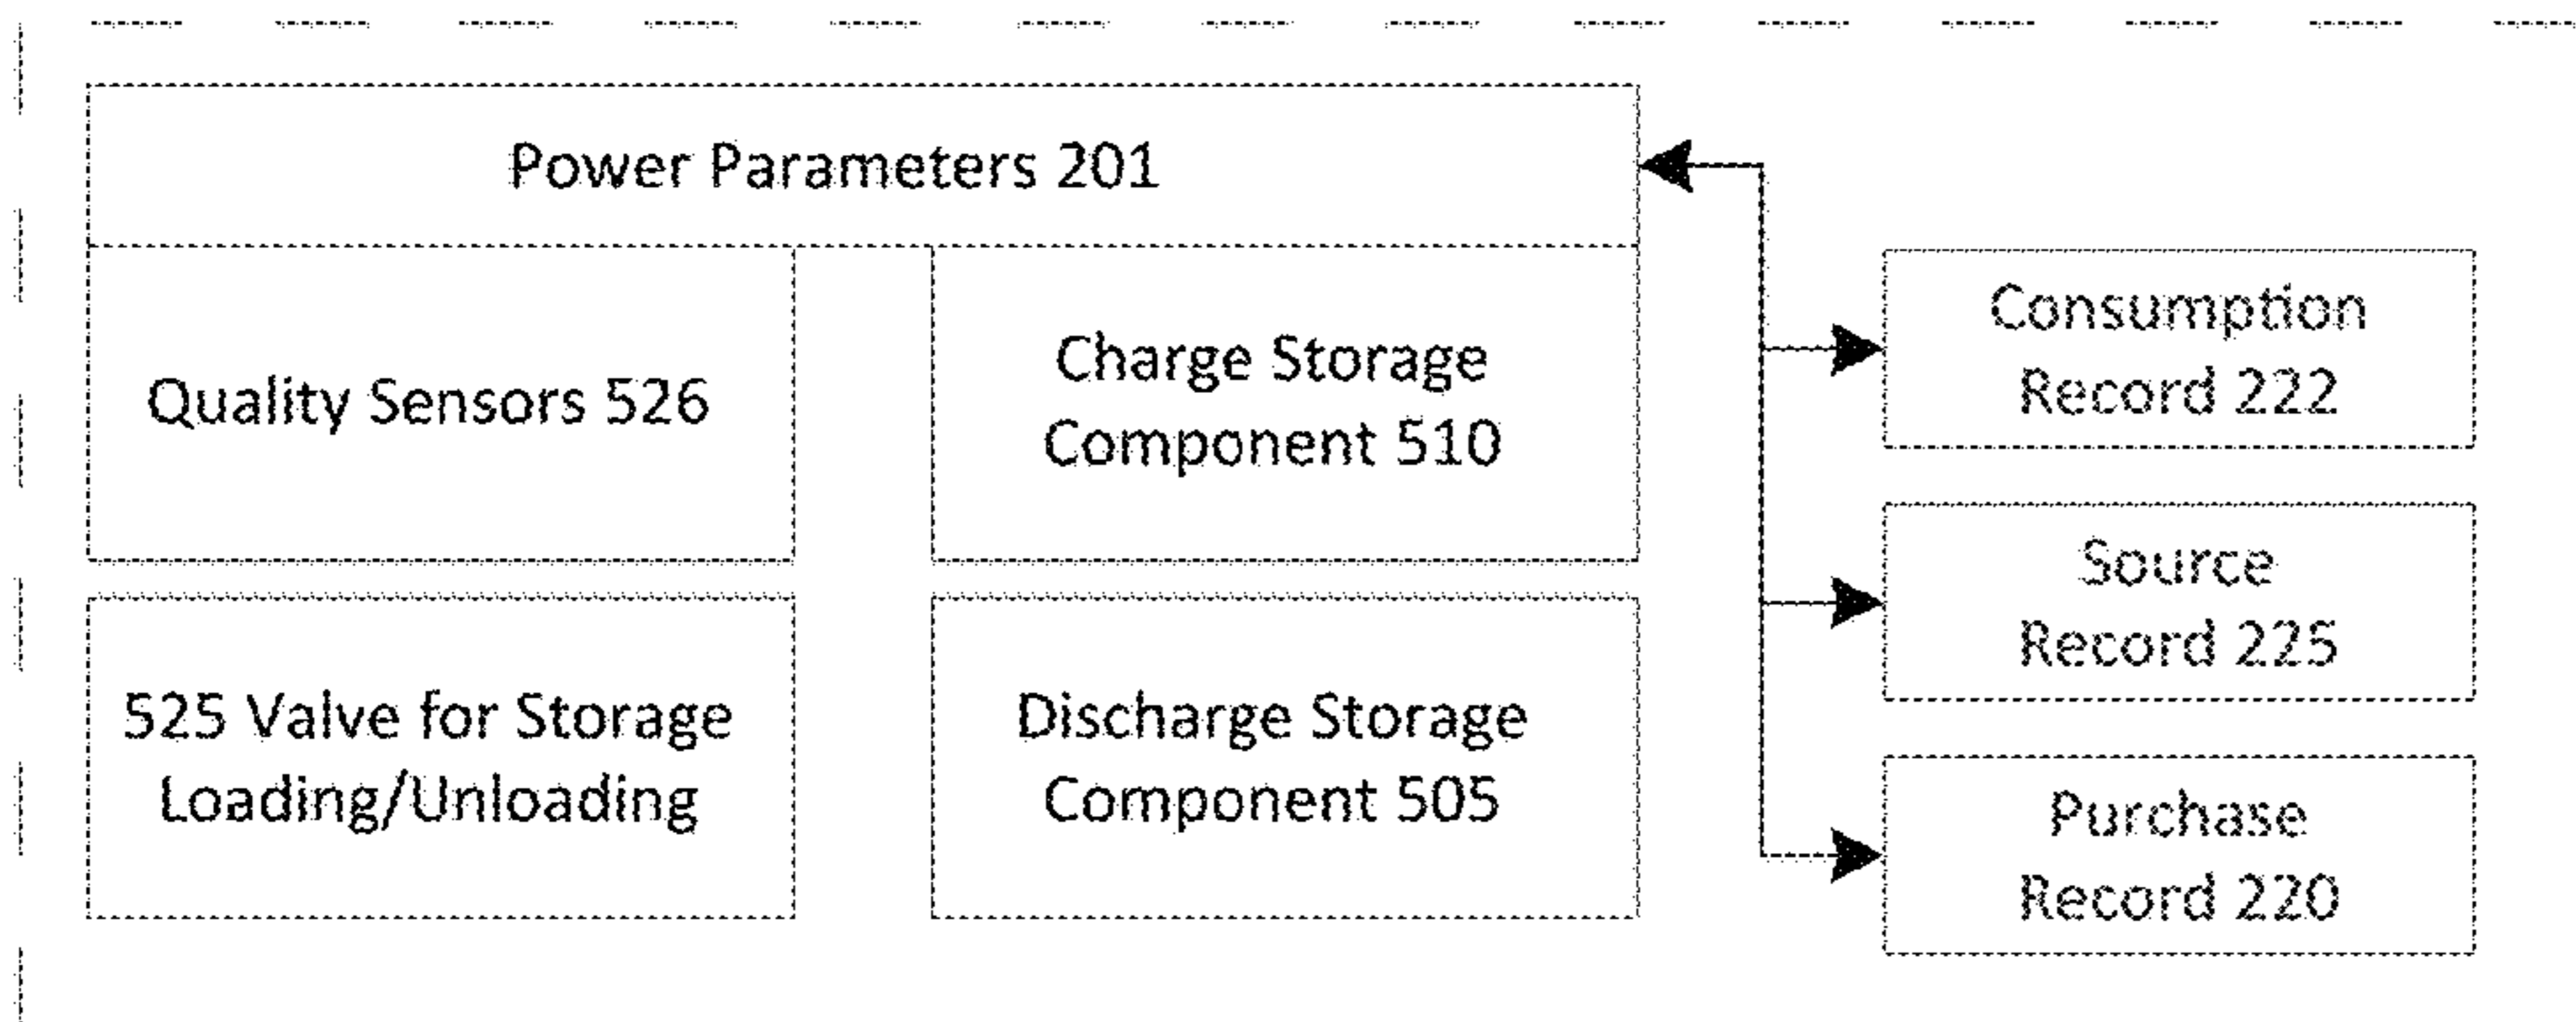 Power Parameters 201
Quality Sensors 526
Charge Storage
Component 510
525 Valve for Storage
Loading/Unloading
Discharge Storage
Component 505
Consumption
Record 222
Source
Record 225
Purchase
Record 220